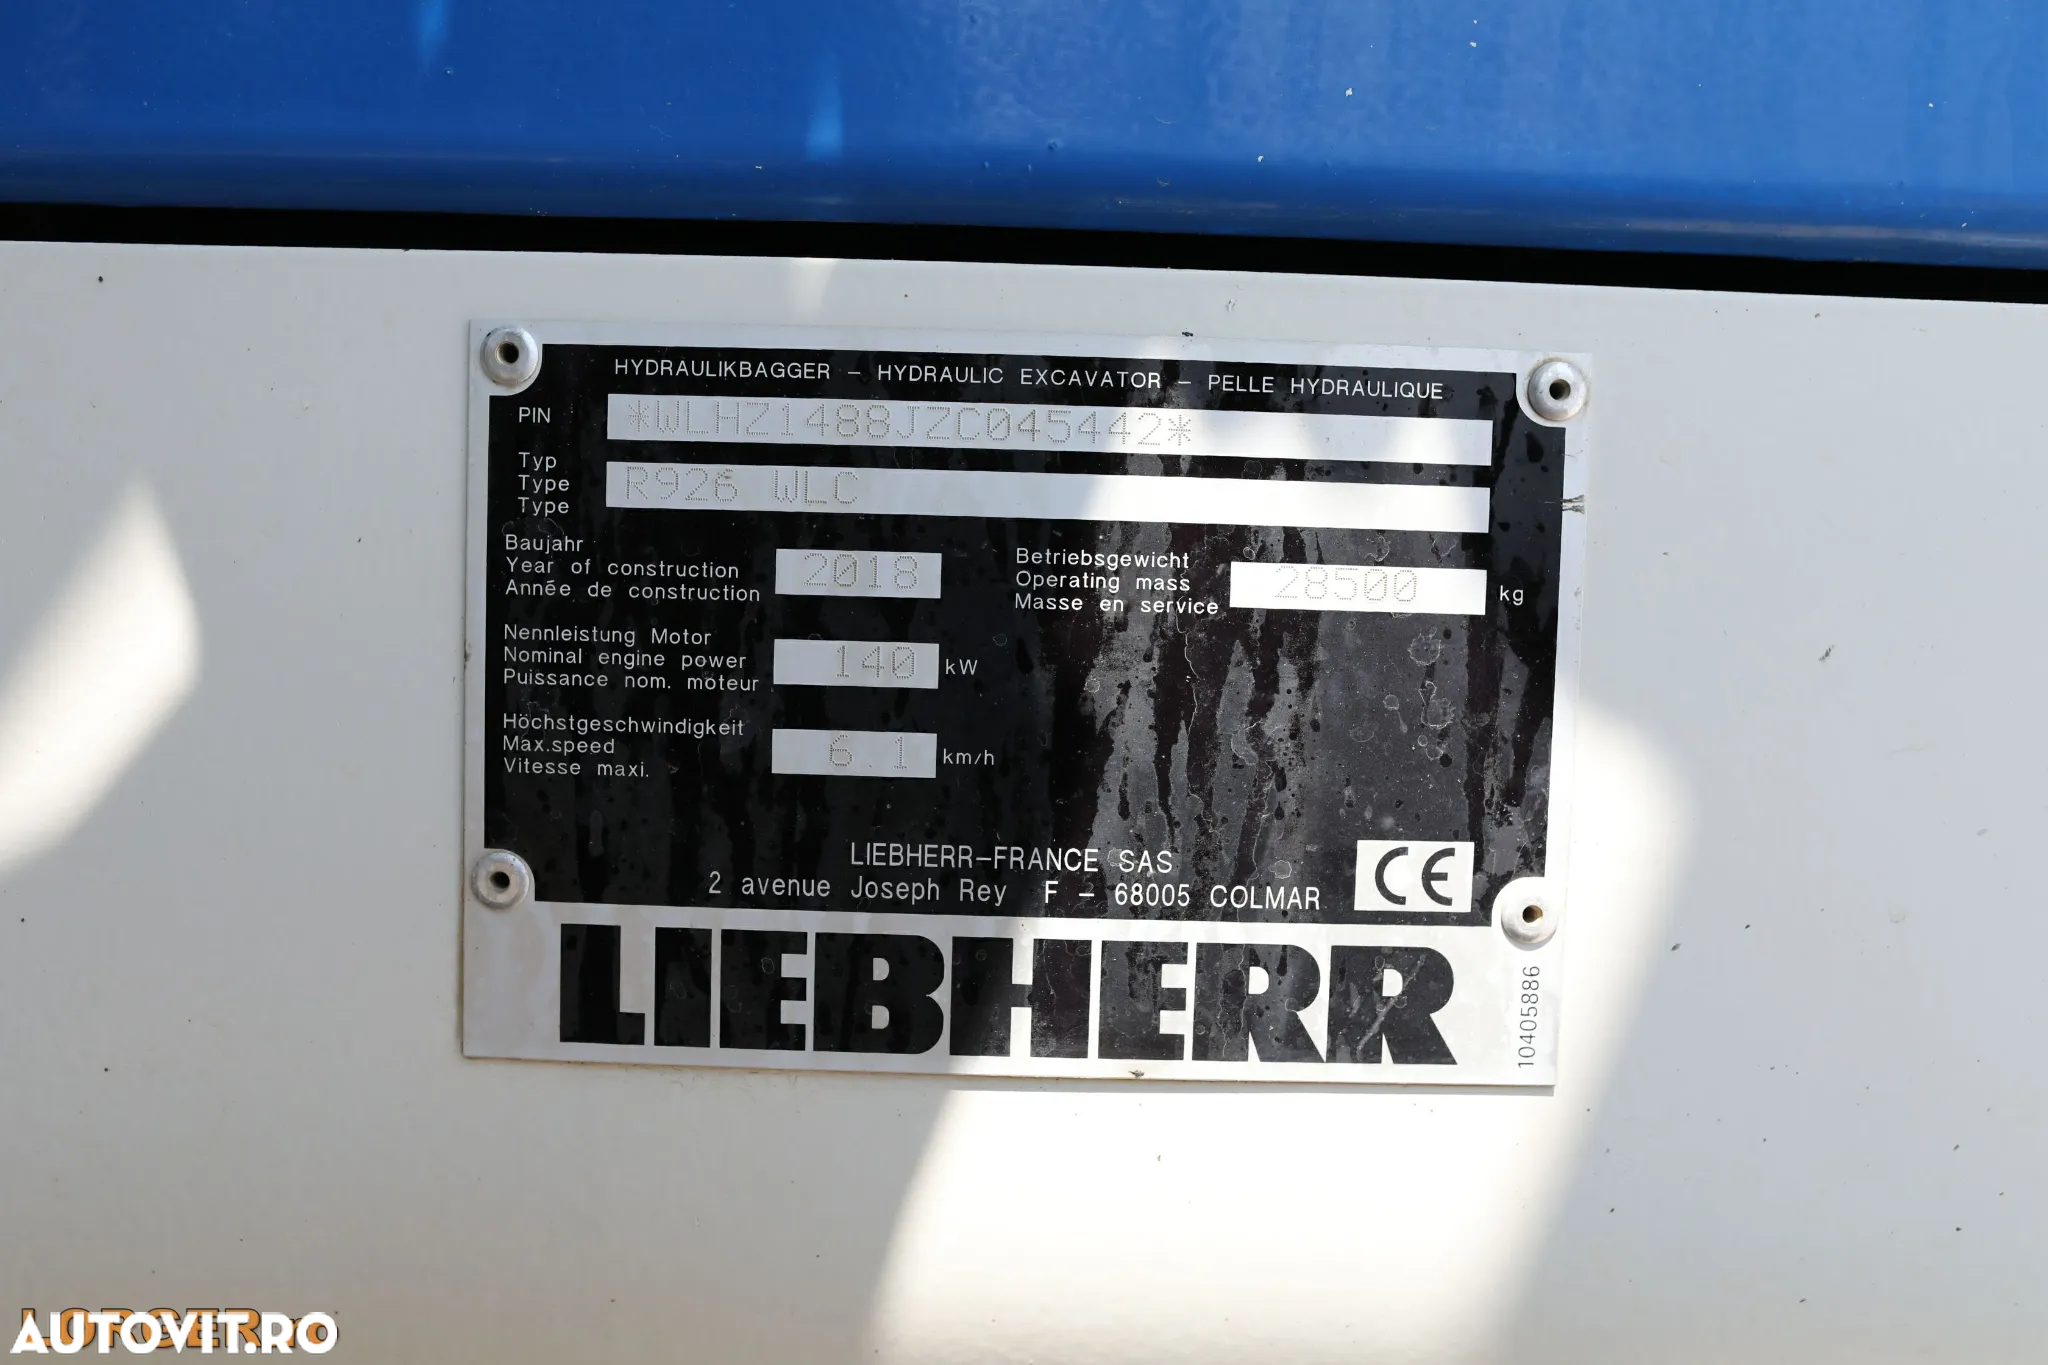 HYDRAULIKBAGGER – HYDRAULIC EXCAVATOR – PELLE HYDRAULIQUE
PIN *WLHZ1488JZC045442*
Typ
Type
Type
R926 WLC
Baujahr
Year of construction
Année de construction
2018
Betriebsgewicht
Operating mass
Masse en service
28500 kg
Nennleistung Motor
Nominal engine power
Puissance nom. moteur
140 kW
Höchstgeschwindigkeit
Max.speed
Vitesse maxi.
6.1 km/h
LIEBHERR-FRANCE SAS
2 avenue Joseph Rey F - 68005 COLMAR
CE
LIEBHERR
10405886
AUTOVIT.RO